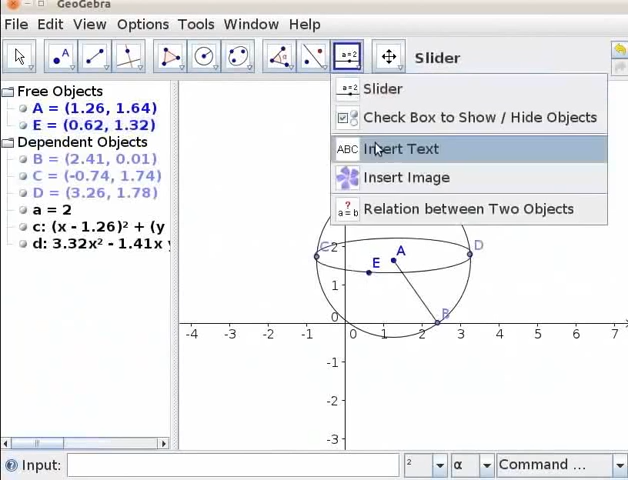 GeoGebra
File Edit View Options Tools Window Help
A
a=2
Slider
a=2 Slider
Check Box to Show / Hide Objects
ABC Insert Text
Insert Image
? a=b Relation between Two Objects
Free Objects
A = (1.26, 1.64)
E = (0.62, 1.32)
Dependent Objects
B = (2.41, 0.01)
C = (-0.74, 1.74)
D = (3.26, 1.78)
a = 2
c: (x - 1.26)² + (y
d: 3.32x² - 1.41x y
2
C A D
E
1
B
0
-4 -3 -2 -1 0 1 2 3 4 5 6 7
-1
-2
-3
Input: 2 α Command ...